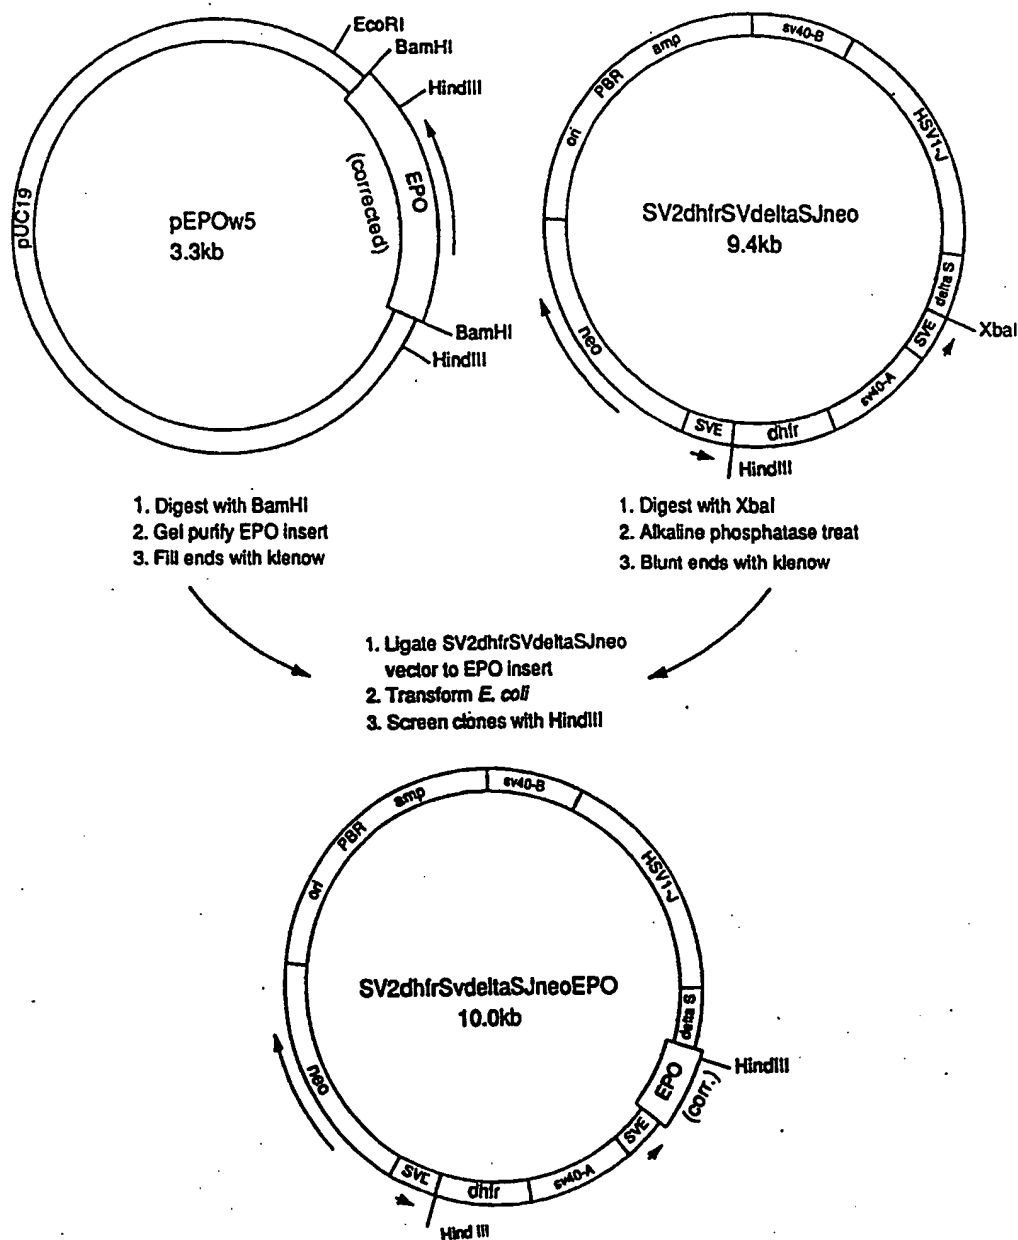 EcoRI
BamHI
HindIII
EPO
(corrected)
pUC19
pEPOw5
3.3kb
BamHI
HindIII
sv40-B
amp
PBR
ori
HSV1-J
SV2dhfrSVdeltaSJneo
9.4kb
delta S
XbaI
SVE
sv40-A
neo
SVE
dhfr
HindIII
1. Digest with BamHI
2. Gel purify EPO insert
3. Fill ends with klenow
1. Digest with XbaI
2. Alkaline phosphatase treat
3. Blunt ends with klenow
1. Ligate SV2dhfrSVdeltaSJneo
vector to EPO insert
2. Transform E. coli
3. Screen clones with HindIII
sv40-B
amp
PBR
ori
HSV1-J
SV2dhfrSvdeltaSJneoEPO
10.0kb
delta S
HindIII
EPO
(corr.)
SVE
sv40-A
neo
SVE
dhfr
Hind III